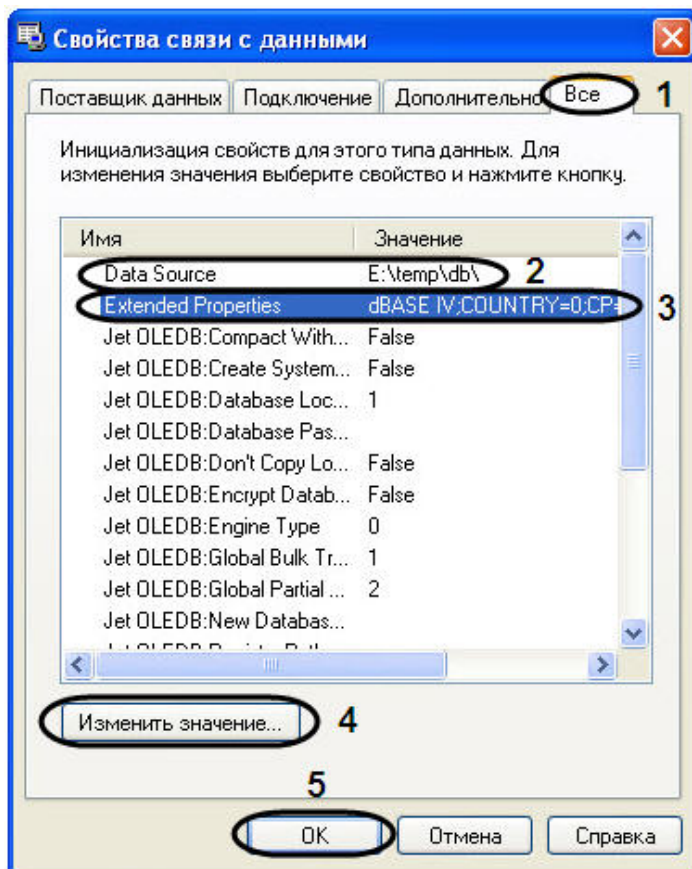 Свойства связи с данными
Поставщик данных Подключение Дополнительно Все 1
Инициализация свойств для этого типа данных. Для
изменения значения выберите свойство и нажмите кнопку.
Имя Значение
Data Source E:\temp\db\ 2
Extended Properties dBASE IV;COUNTRY=0;CP= 3
Jet OLEDB:Compact With... False
Jet OLEDB:Create System... False
Jet OLEDB:Database Loc... 1
Jet OLEDB:Database Pas...
Jet OLEDB:Don't Copy Lo... False
Jet OLEDB:Encrypt Datab... False
Jet OLEDB:Engine Type 0
Jet OLEDB:Global Bulk Tr... 1
Jet OLEDB:Global Partial ... 2
Jet OLEDB:New Databas...
Изменить значение... 4
5
OK Отмена Справка